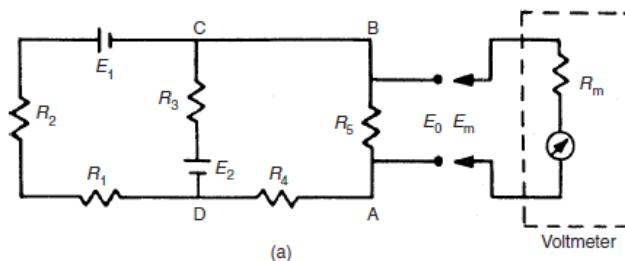 C B
E1
R2 R3 R5 E0 Em Rm
E2
R1 R4
D A
(a) Voltmeter